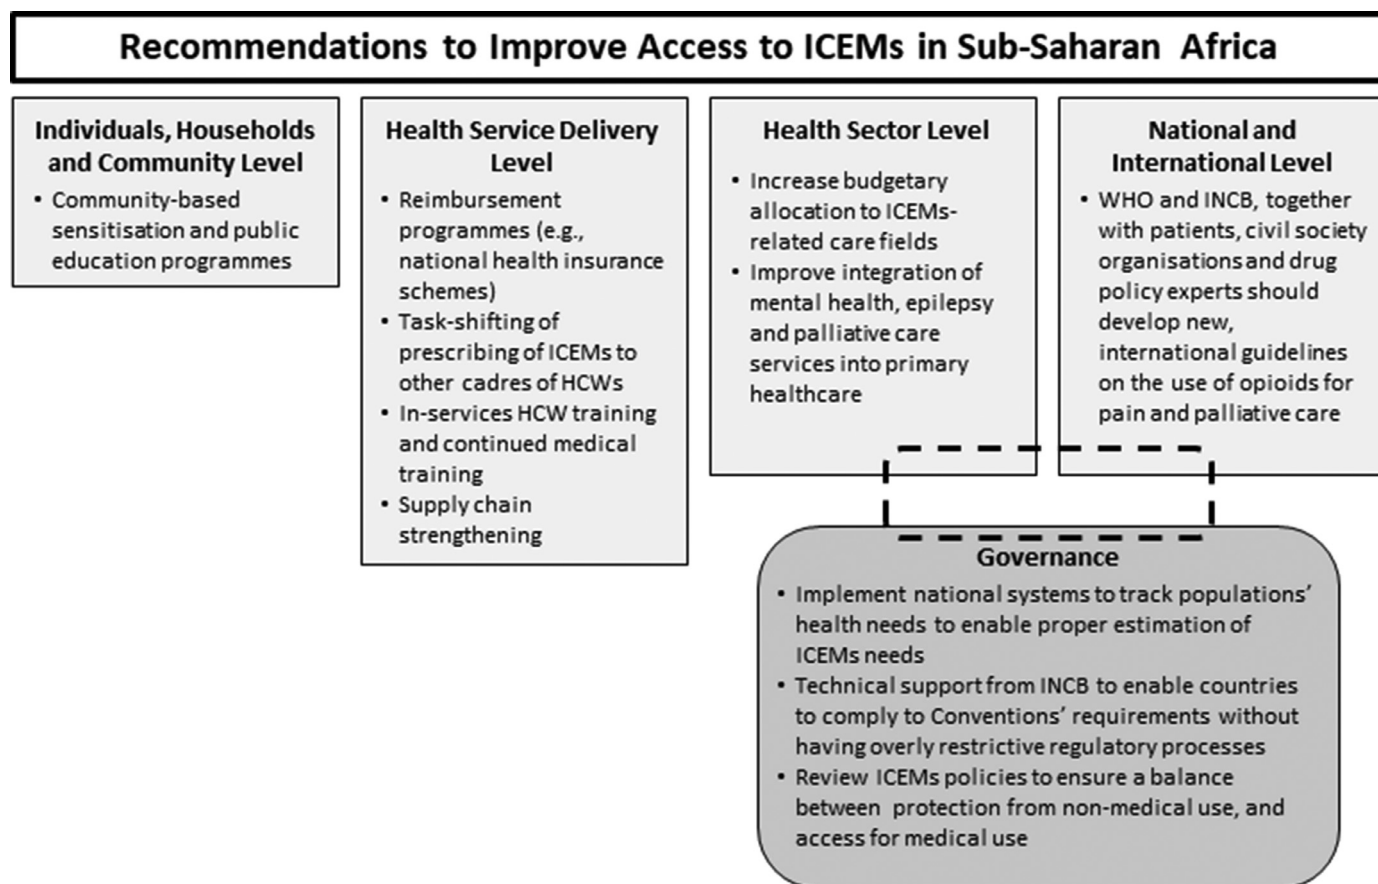 Recommendations to Improve Access to ICEMs in Sub-Saharan Africa
Individuals, Households
and Community Level
• Community-based
sensitisation and public
education programmes
Health Service Delivery
Level
• Reimbursement
programmes (e.g.,
national health insurance
schemes)
• Task-shifting of
prescribing of ICEMs to
other cadres of HCWs
• In-services HCW training
and continued medical
training
• Supply chain
strengthening
Health Sector Level
• Increase budgetary
allocation to ICEMs-
related care fields
• Improve integration of
mental health, epilepsy
and palliative care
services into primary
healthcare
National and
International Level
• WHO and INCB, together
with patients, civil society
organisations and drug
policy experts should
develop new,
international guidelines
on the use of opioids for
pain and palliative care
Governance
• Implement national systems to track populations’
health needs to enable proper estimation of
ICEMs needs
• Technical support from INCB to enable countries
to comply to Conventions’ requirements without
having overly restrictive regulatory processes
• Review ICEMs policies to ensure a balance
between protection from non-medical use, and
access for medical use